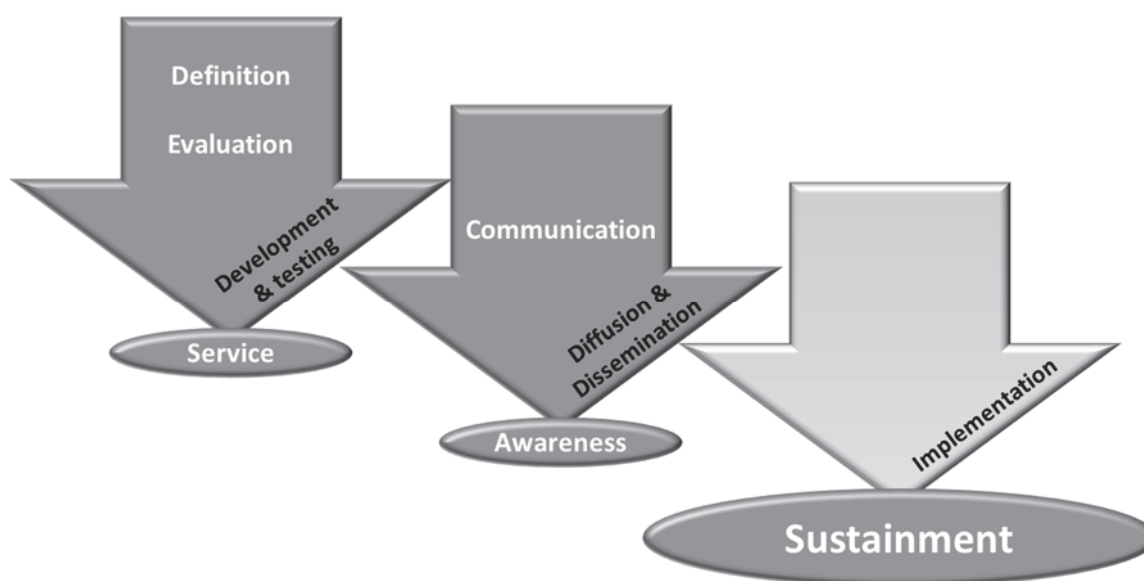 Definition
Evaluation
Development
& testing
Service
Communication
Diffusion &
Dissemination
Awareness
Implementation
Sustainment